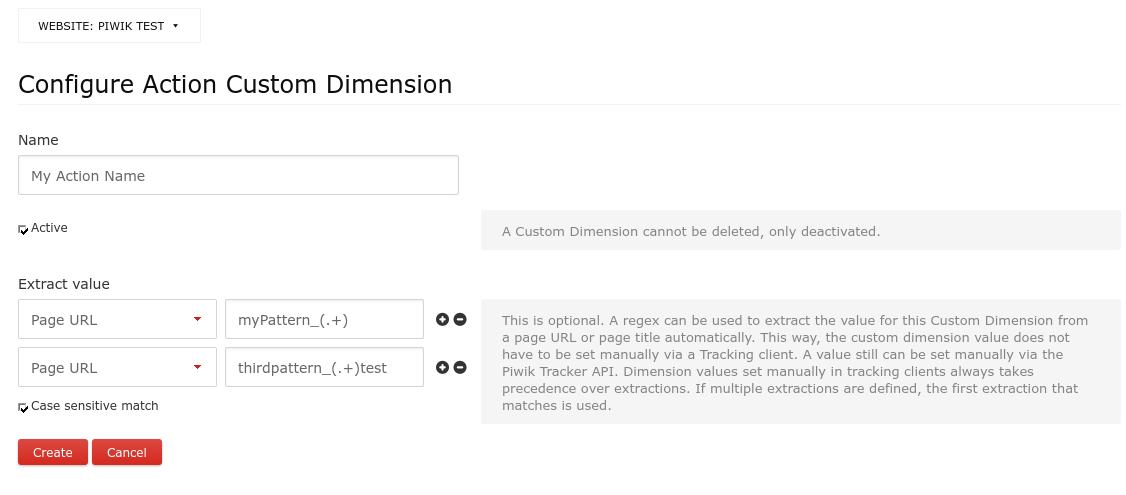 WEBSITE: PIWIK TEST
Configure Action Custom Dimension
Name
My Action Name
Active
A Custom Dimension cannot be deleted, only deactivated.
Extract value
Page URL
myPattern_(.+)
Page URL
thirdpattern_(.+)test
This is optional. A regex can be used to extract the value for this Custom Dimension from
a page URL or page title automatically. This way, the custom dimension value does not
have to be set manually via a Tracking client. A value still can be set manually via the
Piwik Tracker API. Dimension values set manually in tracking clients always takes
precedence over extractions. If multiple extractions are defined, the first extraction that
matches is used.
Case sensitive match
Create
Cancel